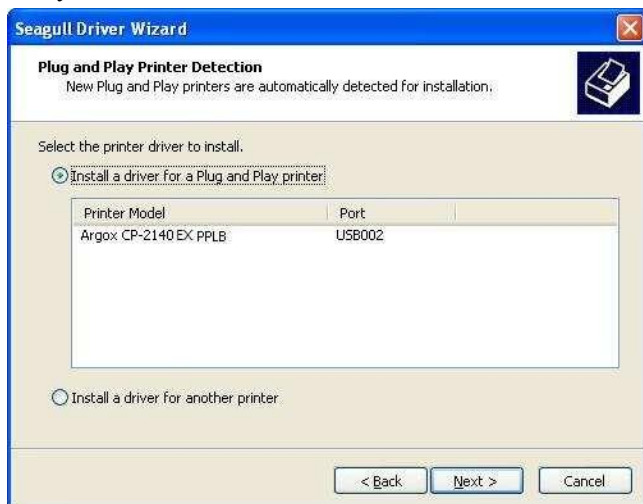 Seagull Driver Wizard
Plug and Play Printer Detection
New Plug and Play printers are automatically detected for installation.
Select the printer driver to install.
Install a driver for a Plug and Play printer
Printer Model Port
Argox CP-2140 EX PPLB USB002
Install a driver for another printer
< Back Next > Cancel